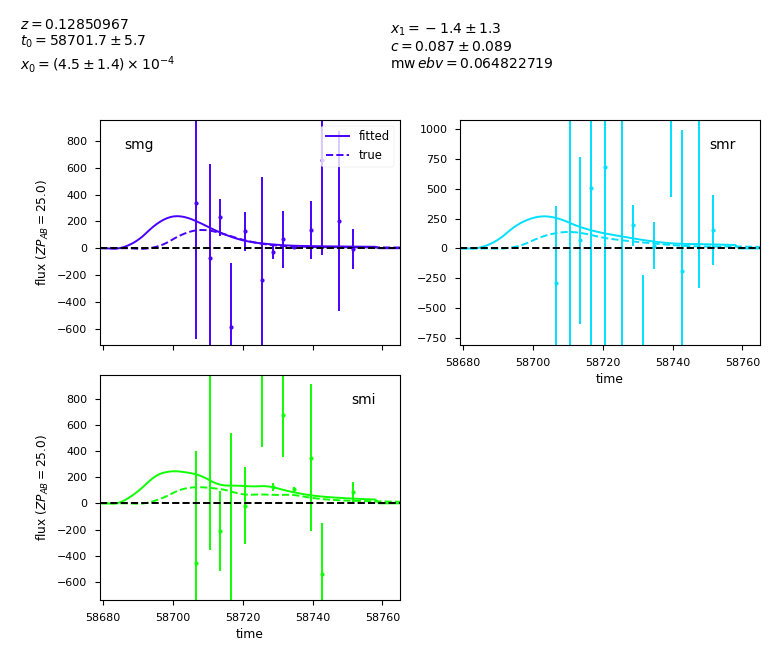 z = 0.12850967
t₀ = 58701.7 ± 5.7
x₀ = (4.5 ± 1.4) × 10⁻⁴
x₁ = −1.4 ± 1.3
c = 0.087 ± 0.089
mw ebv = 0.064822719
smg
fitted
true
800
600
400
200
0
−200
−400
−600
flux (ZP_AB = 25.0)
smr
1000
750
500
250
0
−250
−500
−750
58680 58700 58720 58740 58760
time
smi
800
600
400
200
0
−200
−400
−600
flux (ZP_AB = 25.0)
58680 58700 58720 58740 58760
time